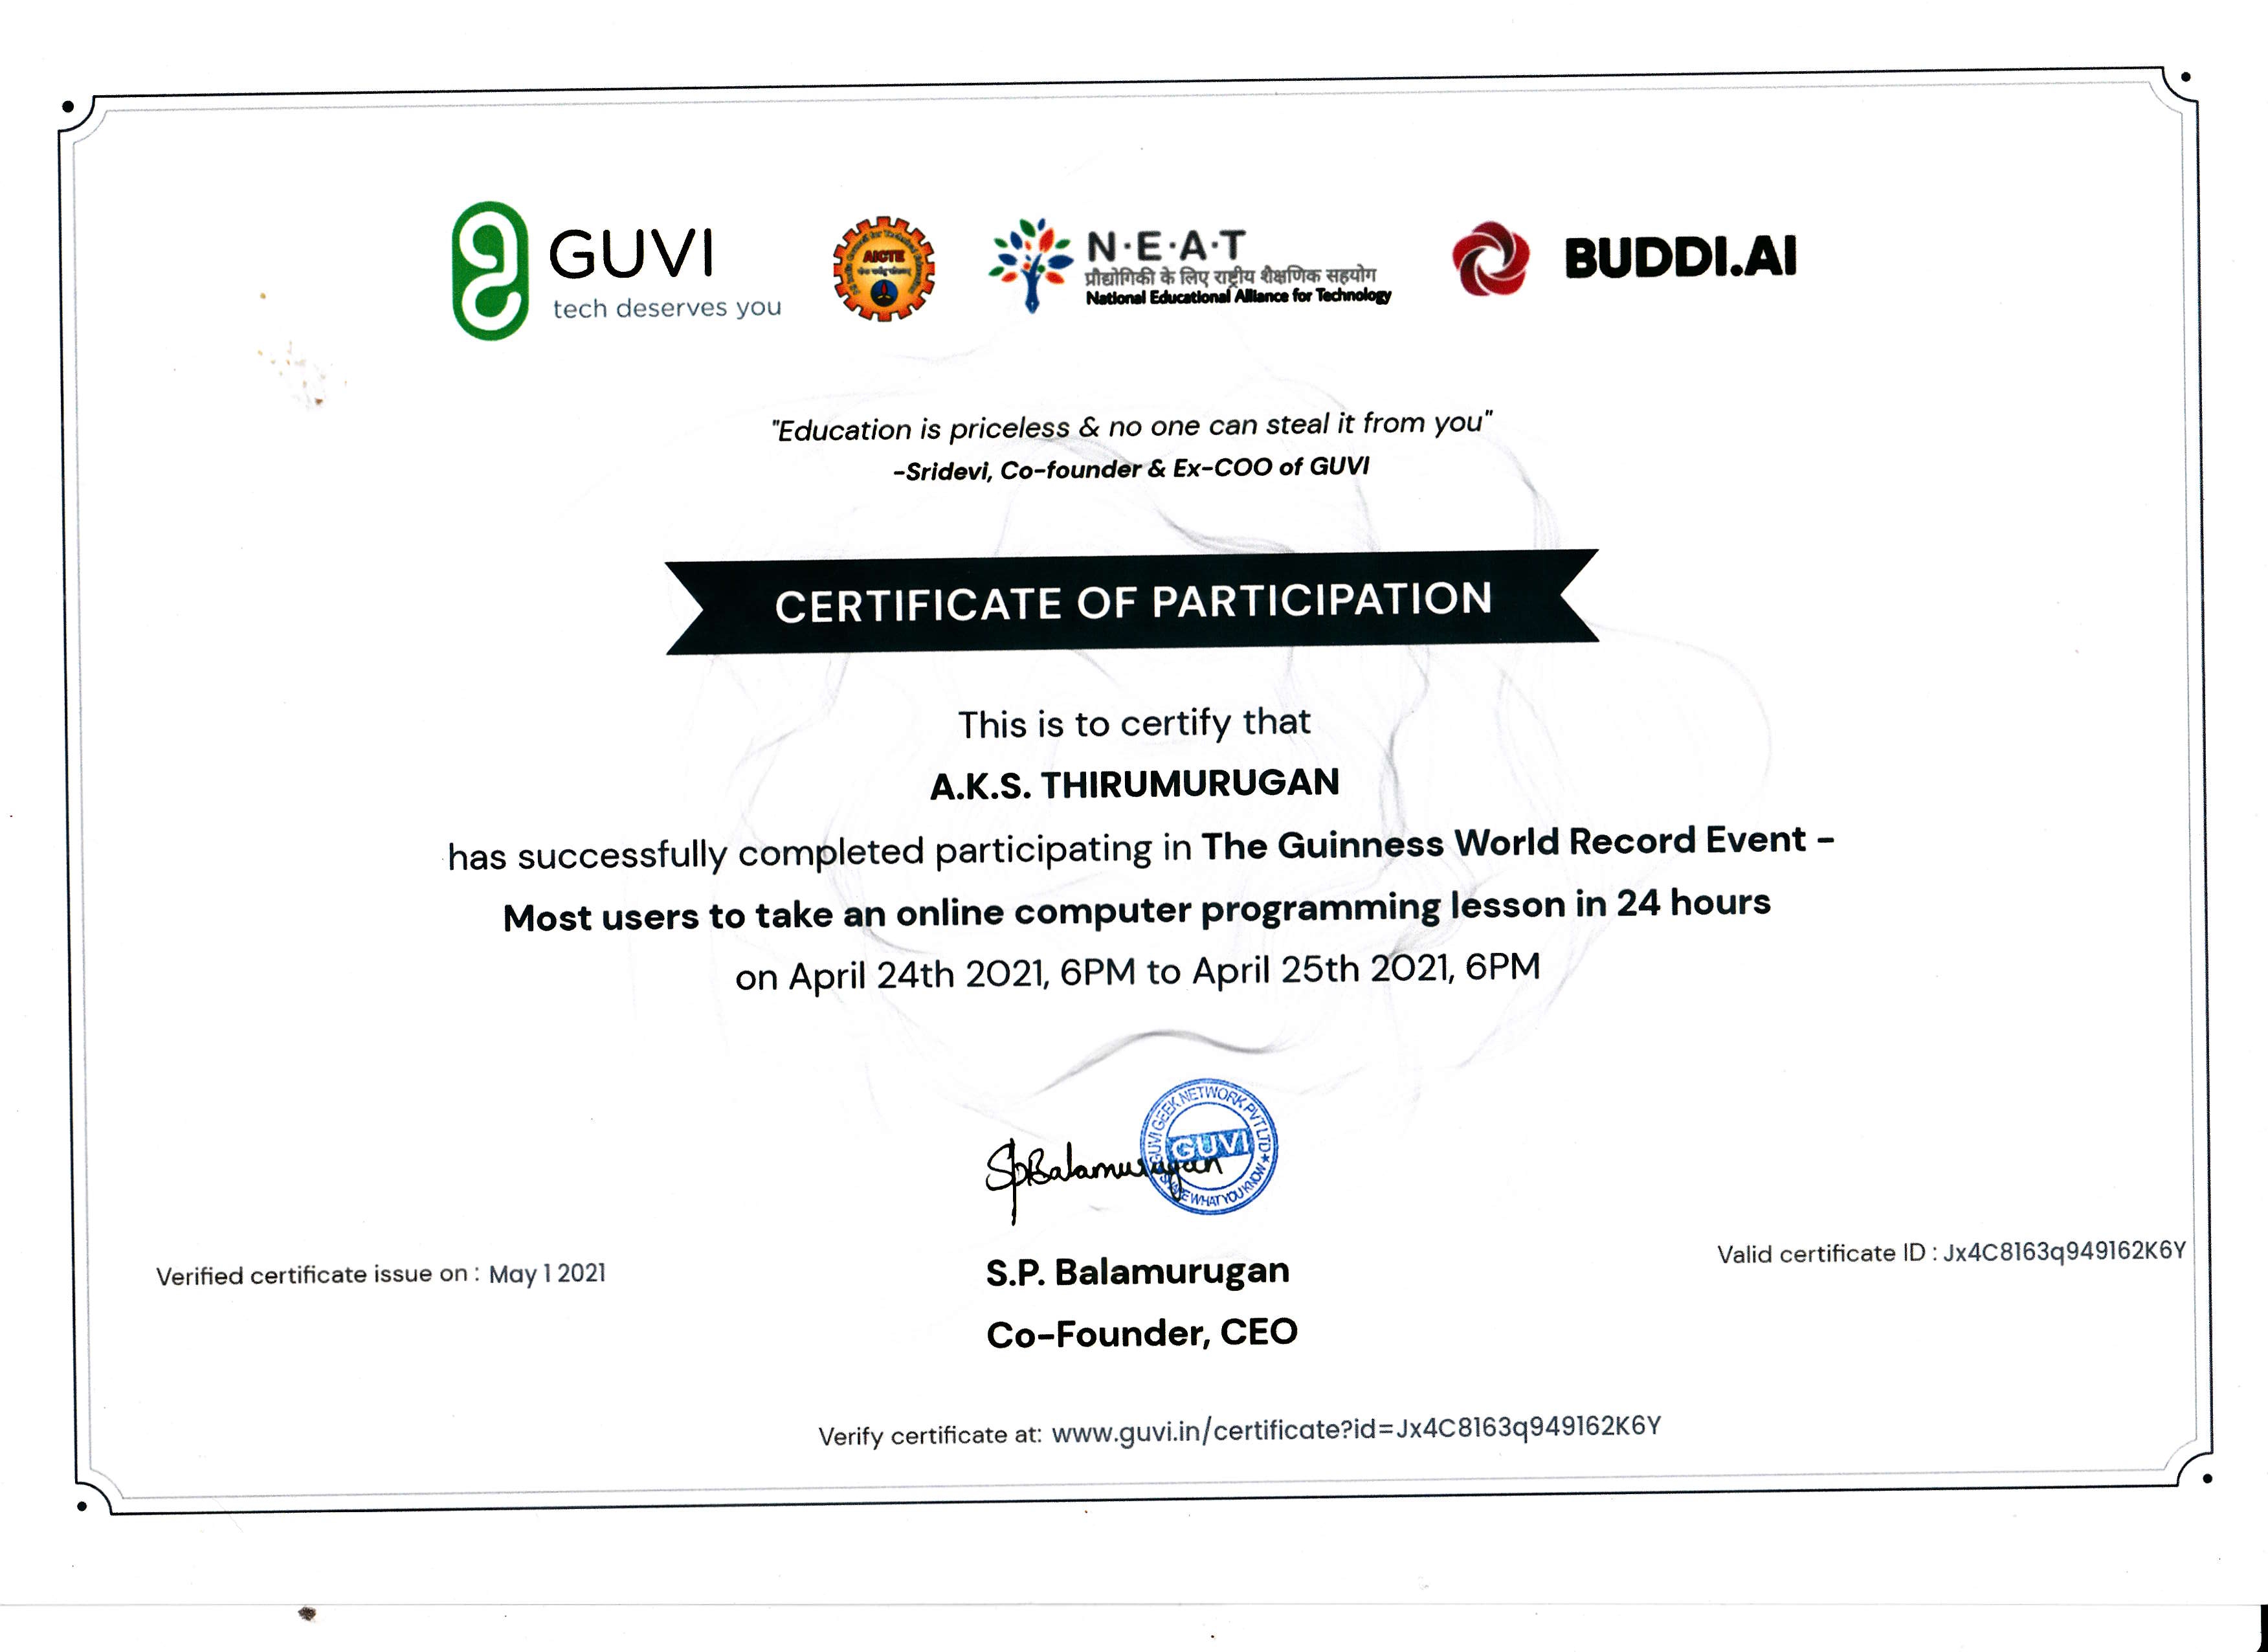 GUVI
tech deserves you
AICTE
N·E·A·T
प्रौद्योगिकी के लिए राष्ट्रीय शैक्षणिक सहयोग
National Educational Alliance for Technology
BUDDI.AI
"Education is priceless & no one can steal it from you"
-Sridevi, Co-founder & Ex-COO of GUVI
CERTIFICATE OF PARTICIPATION
This is to certify that
A.K.S. THIRUMURUGAN
has successfully completed participating in The Guinness World Record Event -
Most users to take an online computer programming lesson in 24 hours
on April 24th 2021, 6PM to April 25th 2021, 6PM
SpBalamurugan
GUVI GEEK NETWORK PVT LTD
GUVI
SHARE WHAT YOU KNOW
Verified certificate issue on : May 1 2021
S.P. Balamurugan
Co-Founder, CEO
Valid certificate ID : Jx4C8163q949162K6Y
Verify certificate at: www.guvi.in/certificate?id=Jx4C8163q949162K6Y